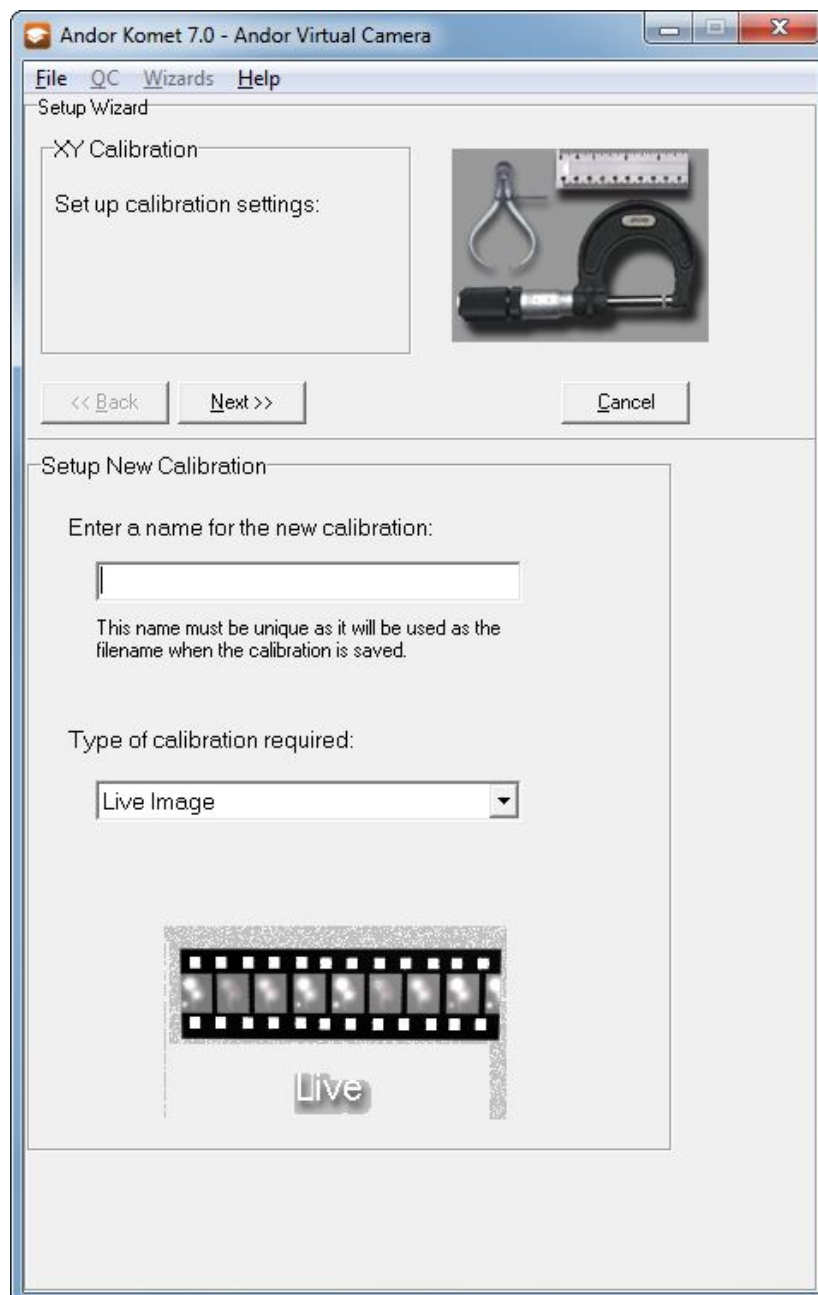 Andor Komet 7.0 - Andor Virtual Camera
File QC Wizards Help
Setup Wizard
XY Calibration
Set up calibration settings:
<< Back Next >> Cancel
Setup New Calibration
Enter a name for the new calibration:
This name must be unique as it will be used as the
filename when the calibration is saved.
Type of calibration required:
Live Image
Live